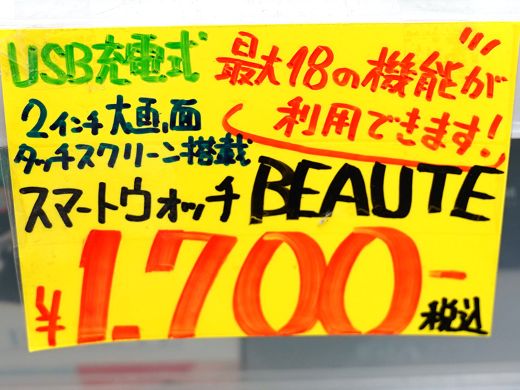 USB充電式
最大18の機能が
利用できます!
2インチ大画面
タッチスクリーン搭載
スマートウォッチ BEAUTE
¥1,700-
税込